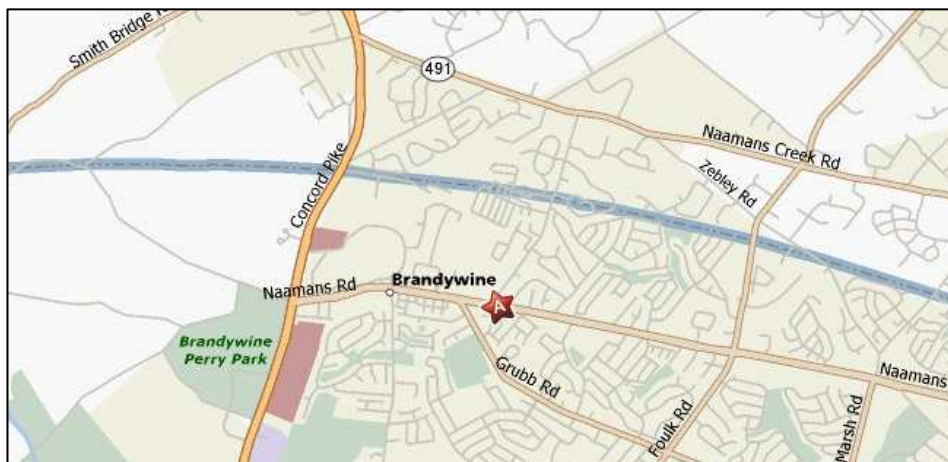 Smith Bridge R
491
Naamans Creek Rd
Concord Pike
Zebley Rd
Brandywine
Naamans Rd
A
Brandywine
Perry Park
Grubb Rd
Naamans
Foulk Rd
Marsh Rd